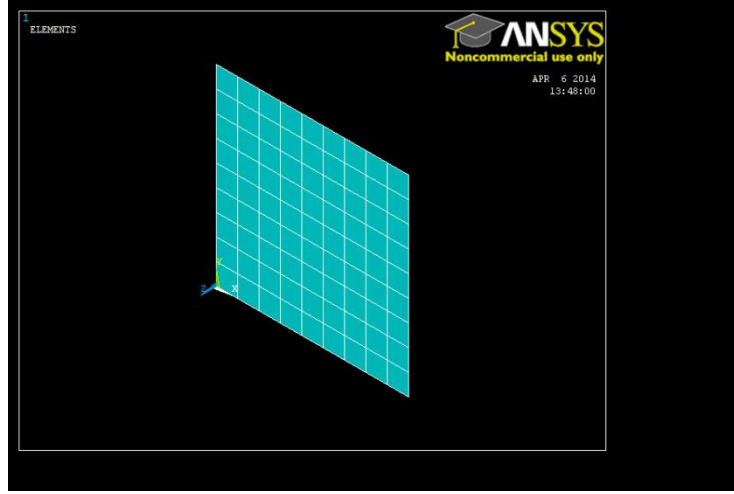 1
ELEMENTS
ANSYS
Noncommercial use only
APR 6 2014
13:48:00
Y
Z X